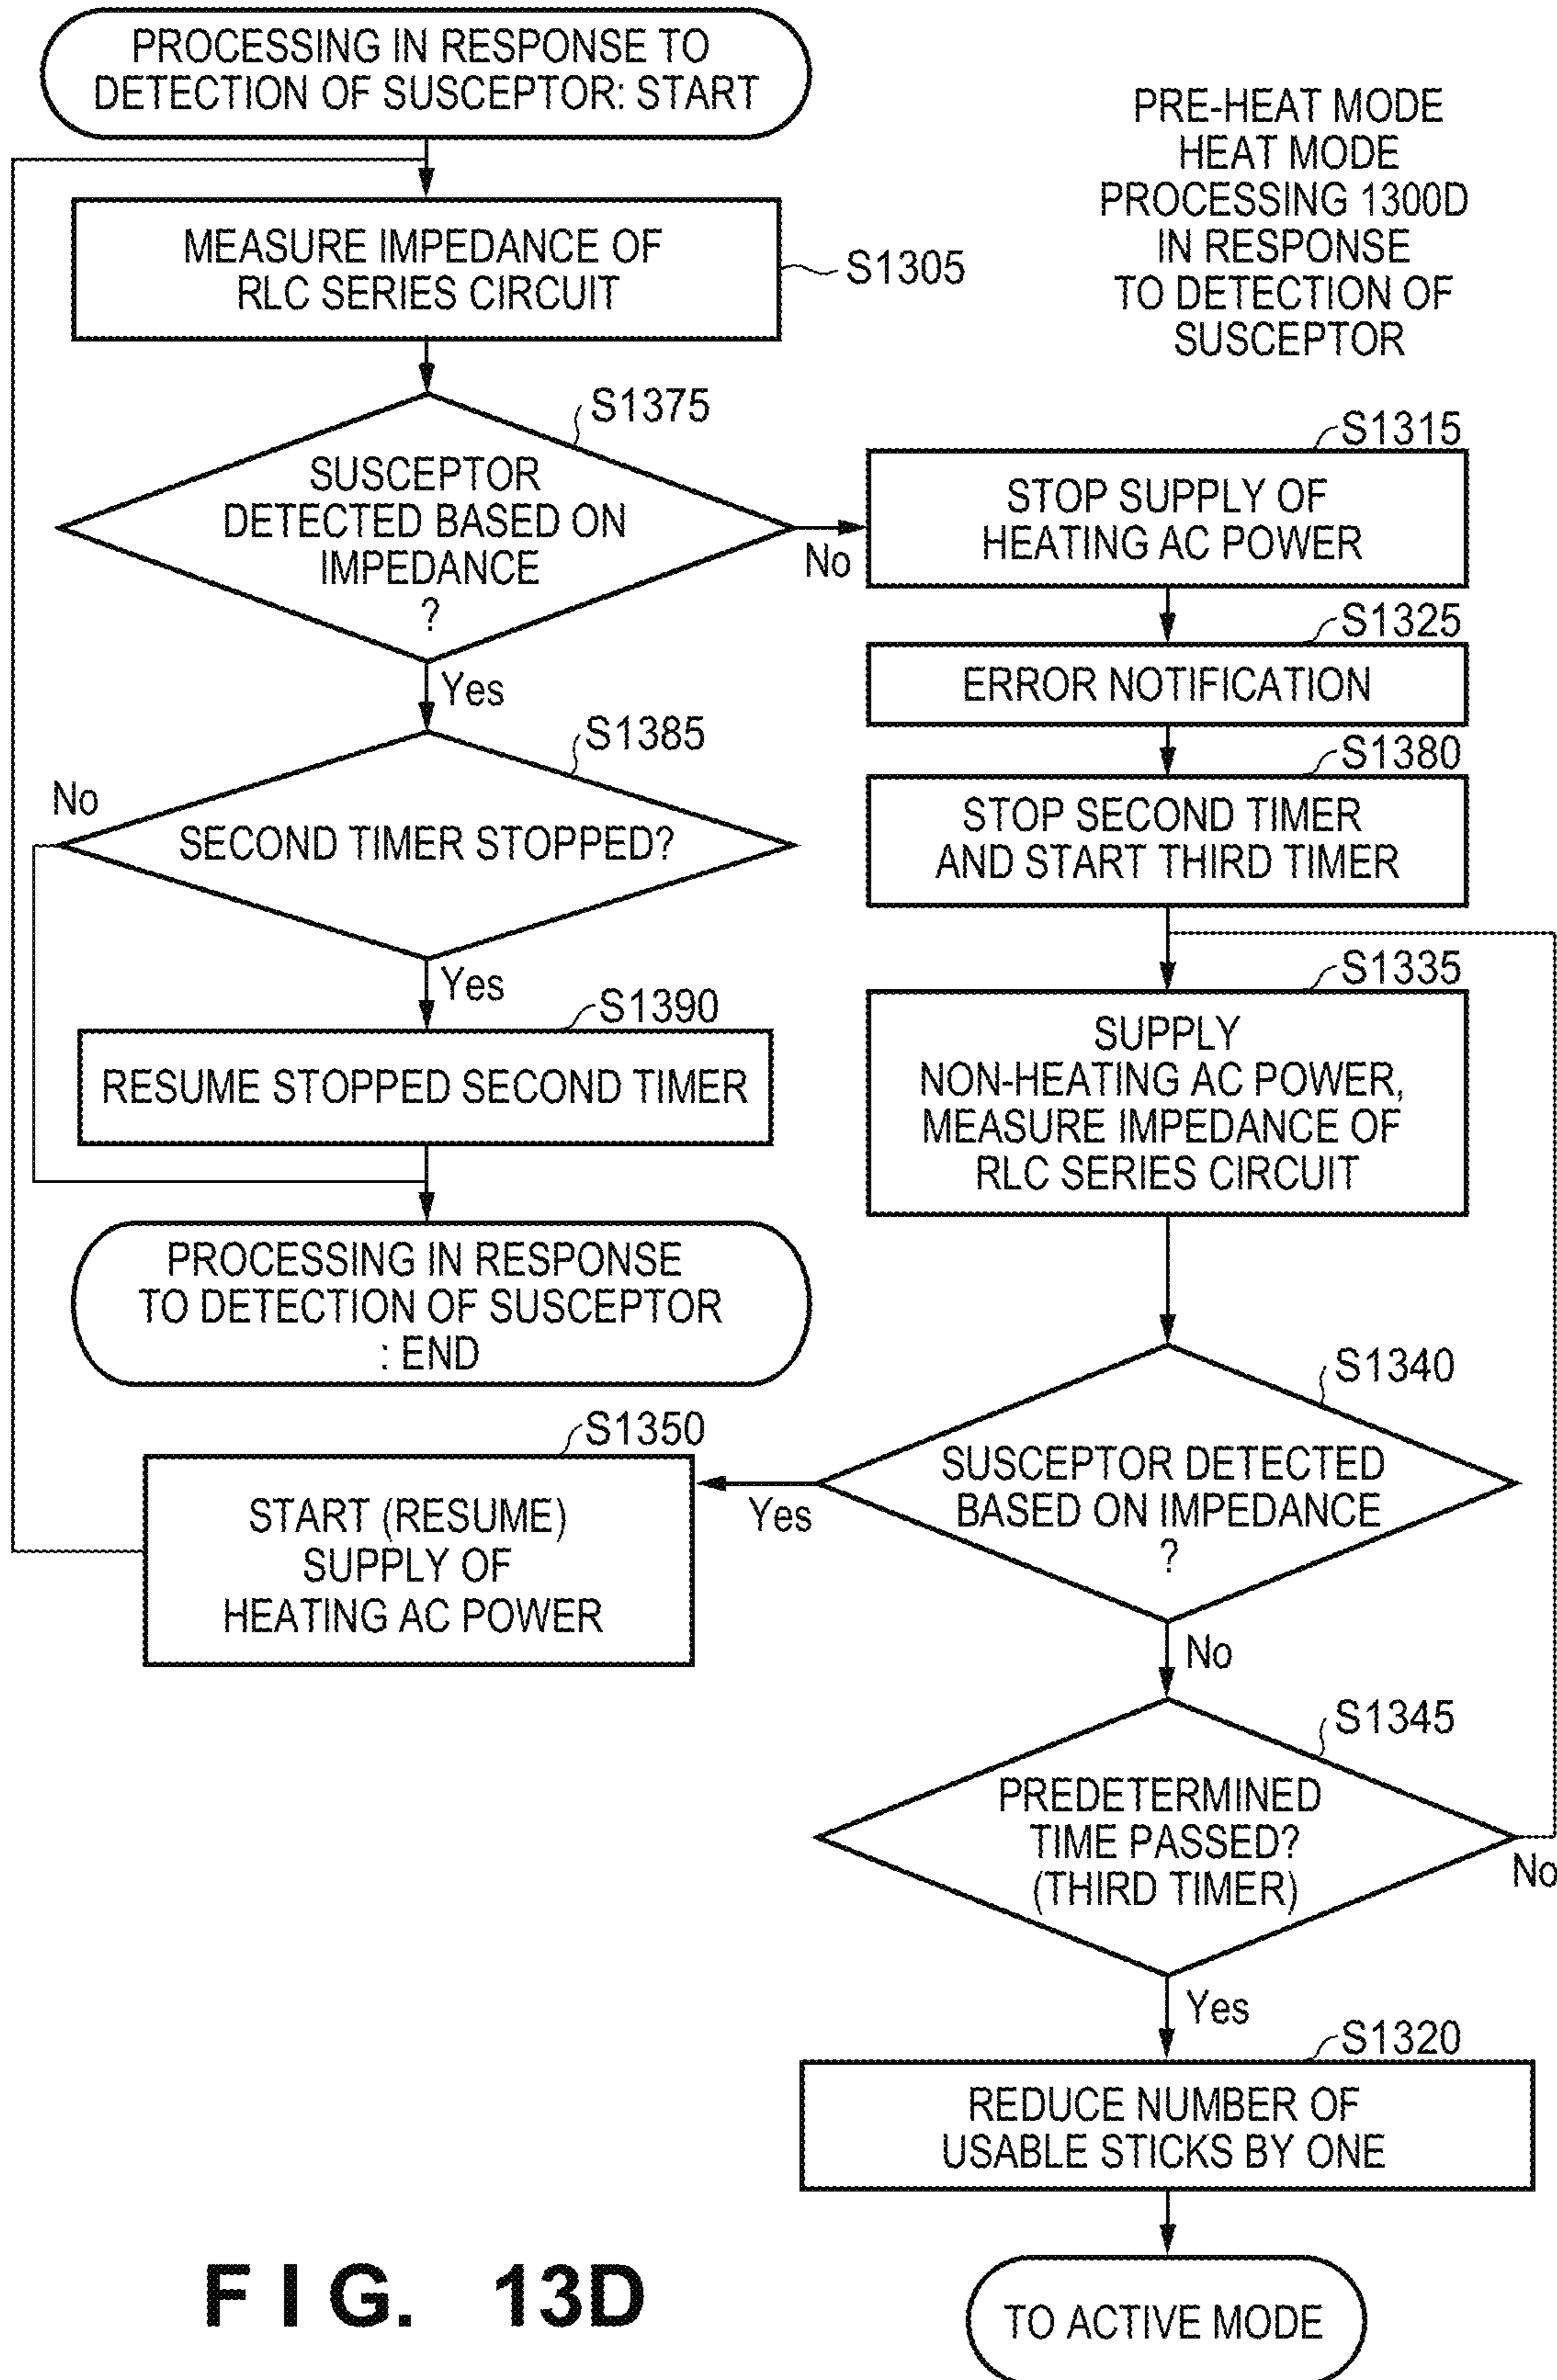 PROCESSING IN RESPONSE TO
DETECTION OF SUSCEPTOR: START
PRE-HEAT MODE
HEAT MODE
PROCESSING 1300D
IN RESPONSE
TO DETECTION OF
SUSCEPTOR
MEASURE IMPEDANCE OF
RLC SERIES CIRCUIT
S1305
S1375
SUSCEPTOR
DETECTED BASED ON
IMPEDANCE
?
No
Yes
S1385
No
SECOND TIMER STOPPED?
Yes
S1390
RESUME STOPPED SECOND TIMER
PROCESSING IN RESPONSE
TO DETECTION OF SUSCEPTOR
: END
S1315
STOP SUPPLY OF
HEATING AC POWER
S1325
ERROR NOTIFICATION
S1380
STOP SECOND TIMER
AND START THIRD TIMER
S1335
SUPPLY
NON-HEATING AC POWER,
MEASURE IMPEDANCE OF
RLC SERIES CIRCUIT
S1340
SUSCEPTOR DETECTED
BASED ON IMPEDANCE
?
Yes
S1350
START (RESUME)
SUPPLY OF
HEATING AC POWER
No
S1345
PREDETERMINED
TIME PASSED?
(THIRD TIMER)
No
Yes
S1320
REDUCE NUMBER OF
USABLE STICKS BY ONE
TO ACTIVE MODE
FIG. 13D